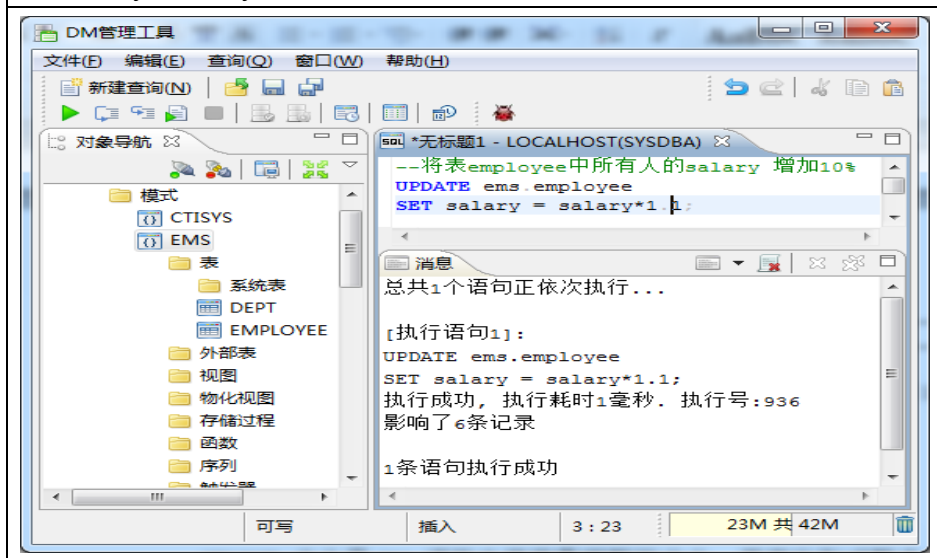 DM管理工具
文件(F) 编辑(E) 查询(Q) 窗口(W) 帮助(H)
新建查询(N)
对象导航
模式
CTISYS
EMS
表
系统表
DEPT
EMPLOYEE
外部表
视图
物化视图
存储过程
函数
序列
触发器
*无标题1 - LOCALHOST(SYSDBA)
--将表employee中所有人的salary 增加10%
UPDATE ems.employee
SET salary = salary*1.1;
消息
总共1个语句正依次执行...
[执行语句1]:
UPDATE ems.employee
SET salary = salary*1.1;
执行成功, 执行耗时1毫秒. 执行号:936
影响了6条记录
1条语句执行成功
可写 插入 3 : 23 23M 共 42M